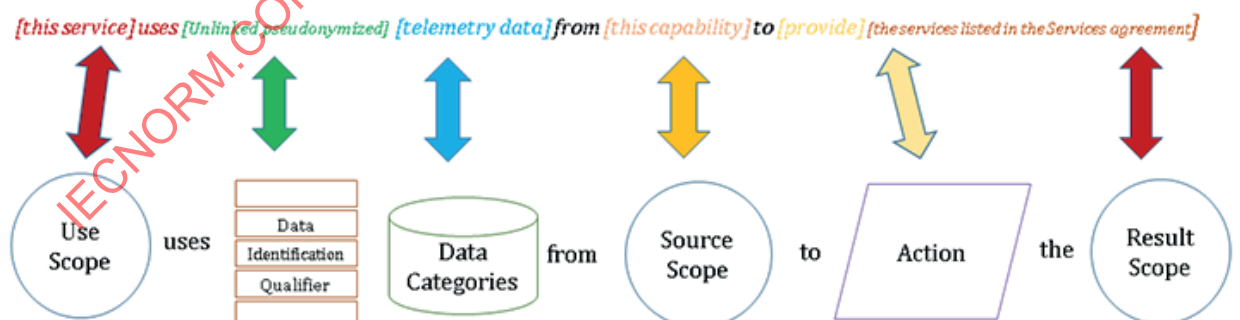 [this service] uses [Unlinked pseudonymized] [telemetry data] from [this capability] to [provide] [the services listed in the Services agreement]
IECNORM.CO
Use
Scope
uses
Data
Identification
Qualifier
Data
Categories
from
Source
Scope
to
Action
the
Result
Scope